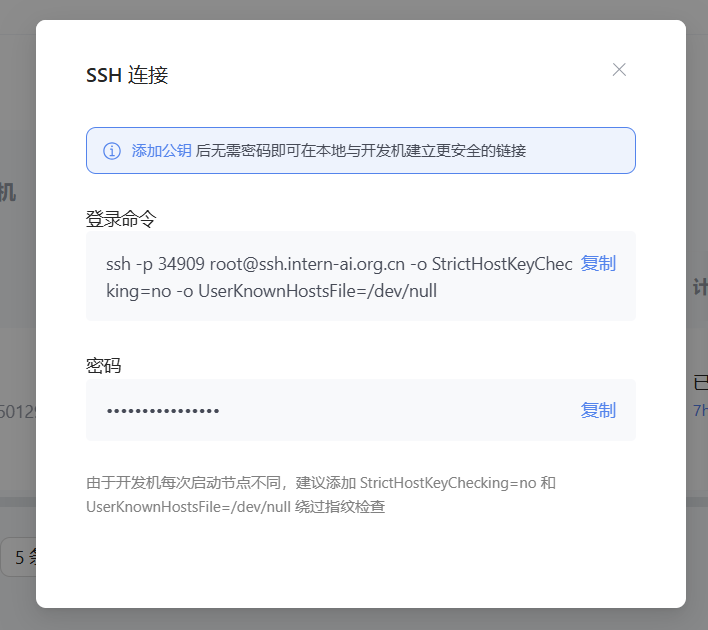 SSH 连接
添加公钥 后无需密码即可在本地与开发机建立更安全的链接
机
登录命令
ssh -p 34909 root@ssh.intern-ai.org.cn -o StrictHostKeyChec 复制
king=no -o UserKnownHostsFile=/dev/null
计
密码
已
•••••••••••••••• 复制
50129
7h
由于开发机每次启动节点不同，建议添加 StrictHostKeyChecking=no 和
UserKnownHostsFile=/dev/null 绕过指纹检查
5 条